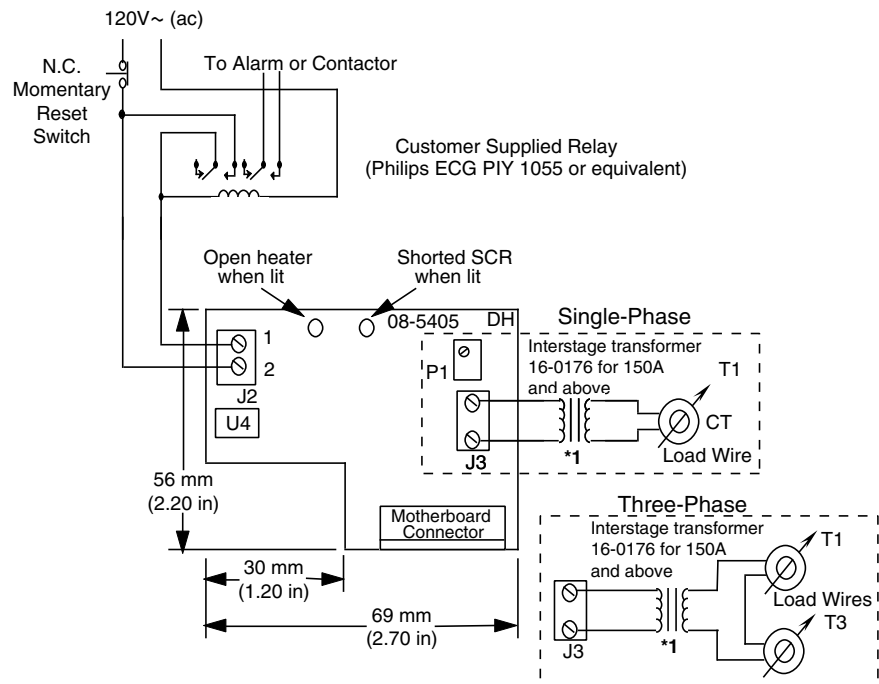 120V~ (ac)
N.C.
Momentary
Reset
Switch
To Alarm or Contactor
Customer Supplied Relay
(Philips ECG PIY 1055 or equivalent)
Open heater
when lit
Shorted SCR
when lit
08-5405
DH
1
2
J2
U4
P1
J3
Single-Phase
Interstage transformer
16-0176 for 150A
and above
T1
CT
Load Wire
*1
56 mm
(2.20 in)
Motherboard
Connector
30 mm
(1.20 in)
69 mm
(2.70 in)
Three-Phase
Interstage transformer
16-0176 for 150A
and above
T1
Load Wires
T3
J3
*1